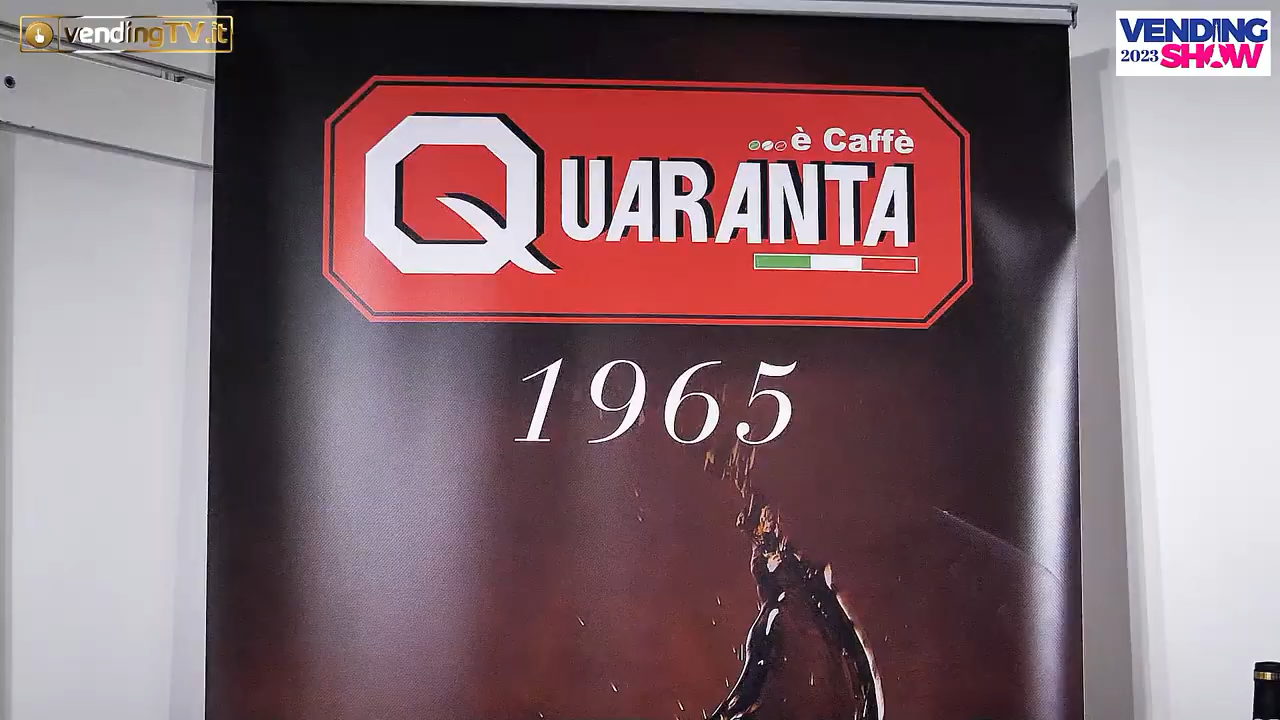 vendingTV.it
VENDING
2023 SHOW
...è Caffè
QUARANTA
1965